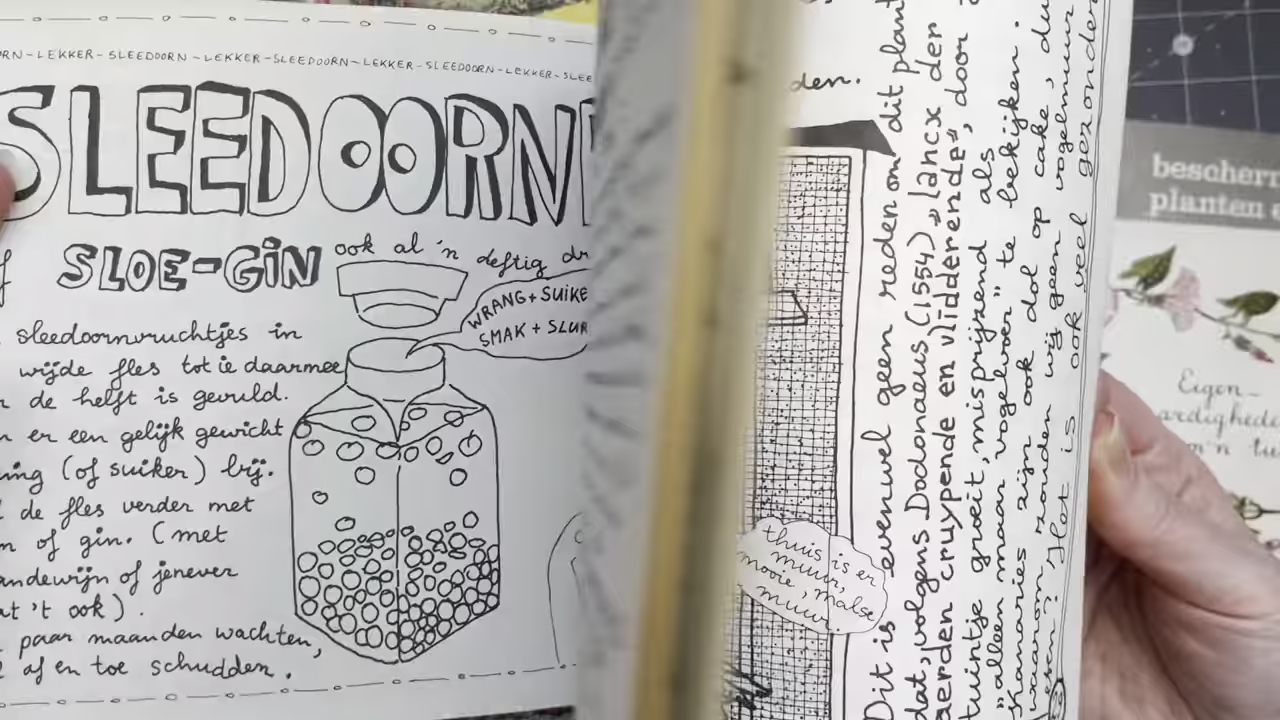 LEKKER - SLEEDOORN - LEKKER - SLEEDOORN - LEKKER - SLEEDOORN - LEKKER - SLEE
SLEEDOORN
SLOE-GIN ook al 'n deftig
WRANG + SUIKE
SMAK + SLUR
sleedoornvruchtjes in
wijde fles tot ie daarmee
de helft is gevuld.
er een gelijk gewicht
(of suiker) bij.
de fles verder met
of gin. (met
of jenever
't ook).
paar maanden wachten,
af en toe schudden.
den.
thuis is er
muur,
mooie, malse
muur.
Dit is evenwel geen reden om dit plant
dat, volgens Dodonaeus (1554) "lancx der
aerden cruypende en vlidderende", door
tuintje groeit, misprijzend als
"alleen maar vogelvoer" te bekijken.
Kanaries zijn ook dol op cake, du
waarom zouden wij geen vogelmuur
eten? Het is ook veel gezonder
bescherm
planten
Eigen-
aardighede